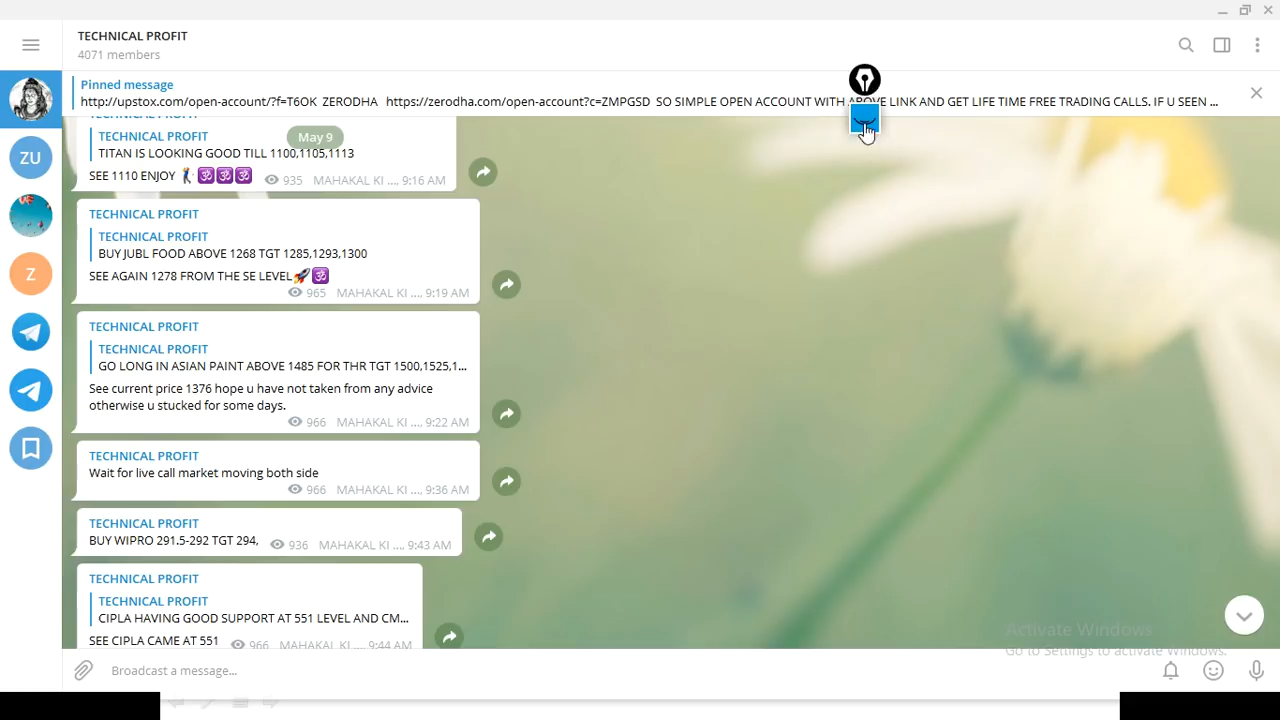 TECHNICAL PROFIT
4071 members
Pinned message
http://upstox.com/open-account/?f=T6OK ZERODHA https://zerodha.com/open-account?c=ZMPGSD SO SIMPLE OPEN ACCOUNT WITH ABOVE LINK AND GET LIFE TIME FREE TRADING CALLS. IF U SEEN ...
TECHNICAL PROFIT
May 9
TECHNICAL PROFIT
TITAN IS LOOKING GOOD TILL 1100,1105,1113
SEE 1110 ENJOY 🏌🕉🕉🕉 935 MAHAKAL KI ..., 9:16 AM
TECHNICAL PROFIT
TECHNICAL PROFIT
BUY JUBL FOOD ABOVE 1268 TGT 1285,1293,1300
SEE AGAIN 1278 FROM THE SE LEVEL🚀🕉
965 MAHAKAL KI ..., 9:19 AM
TECHNICAL PROFIT
TECHNICAL PROFIT
GO LONG IN ASIAN PAINT ABOVE 1485 FOR THR TGT 1500,1525,1...
See current price 1376 hope u have not taken from any advice
otherwise u stucked for some days.
966 MAHAKAL KI ..., 9:22 AM
TECHNICAL PROFIT
Wait for live call market moving both side
966 MAHAKAL KI ..., 9:36 AM
TECHNICAL PROFIT
BUY WIPRO 291.5-292 TGT 294, 936 MAHAKAL KI ..., 9:43 AM
TECHNICAL PROFIT
TECHNICAL PROFIT
CIPLA HAVING GOOD SUPPORT AT 551 LEVEL AND CM...
SEE CIPLA CAME AT 551 966 MAHAKAL KI ..., 9:44 AM
ZU
Z
Activate Windows
Go to Settings to activate Windows.
Broadcast a message...